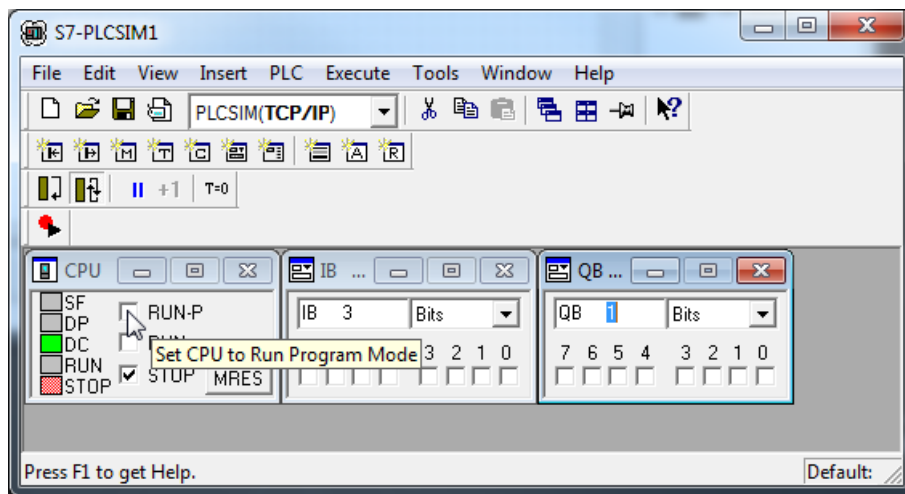 S7-PLCSIM1
File Edit View Insert PLC Execute Tools Window Help
PLCSIM(TCP/IP)
+1 T=0
CPU
IB ...
QB ...
SF
DP
DC
RUN
STOP
RUN-P
STOP
MRES
Set CPU to Run Program Mode
IB 3 Bits
3 2 1 0
QB 1 Bits
7 6 5 4 3 2 1 0
Press F1 to get Help.
Default: